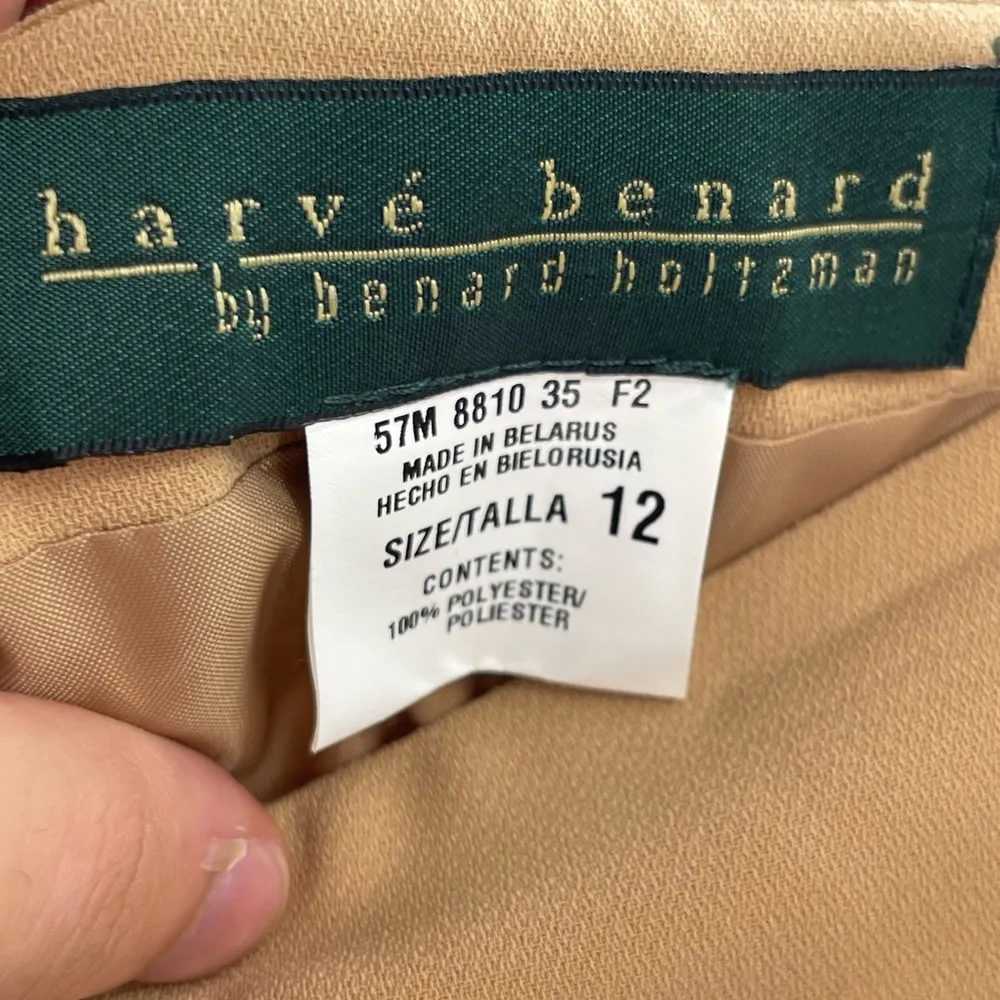 harvé benard
by benard holtzman
57M 8810 35 F2
MADE IN BELARUS
HECHO EN BIELORUSIA
SIZE/TALLA 12
CONTENTS:
100% POLYESTER/
POLIESTER